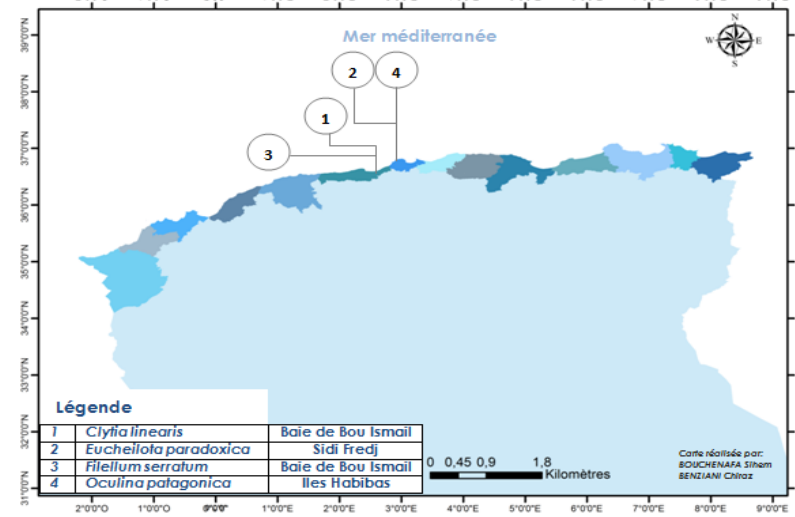 Mer méditerranée
N
W E
S
39°0'0"N
38°0'0"N
37°0'0"N
36°0'0"N
35°0'0"N
34°0'0"N
33°0'0"N
32°0'0"N
31°0'0"N
2 4
1
3
Légende
1 Clytia linearis Baie de Bou Ismail
2 Eucheilota paradoxica Sidi Fredj
3 Filellum serratum Baie de Bou Ismail
4 Oculina patagonica Iles Habibas
0 0,45 0,9 1,8
Kilomètres
Carte réalisée par:
BOUCHENAFA Sihem
BENZIANI Chiraz
2°0'0"O 1°0'0"O 0°0'0" 1°0'0"E 2°0'0"E 3°0'0"E 4°0'0"E 5°0'0"E 6°0'0"E 7°0'0"E 8°0'0"E 9°0'0"E